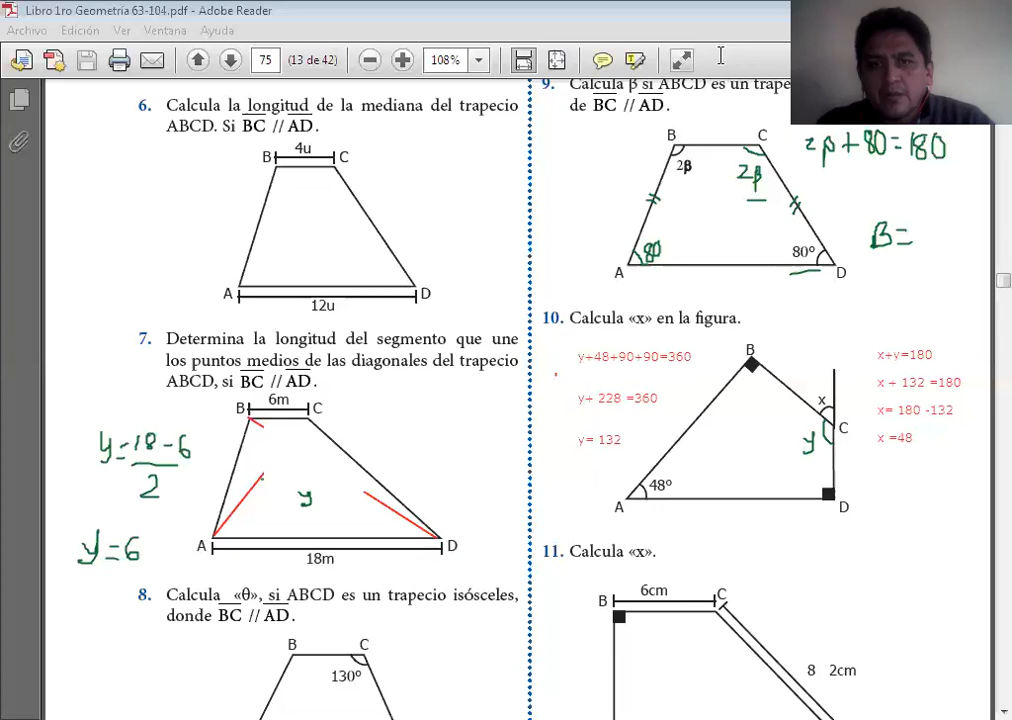 Libro 1ro Geometría 63-104.pdf - Adobe Reader
Archivo Edición Ver Ventana Ayuda
75 (13 de 42) 108%
6. Calcula la longitud de la mediana del trapecio
ABCD. Si BC // AD.
4u
B C
A D
12u
7. Determina la longitud del segmento que une
los puntos medios de las diagonales del trapecio
ABCD, si BC // AD.
6m
B C
y=18-6
2
y
y=6
A D
18m
8. Calcula «θ», si ABCD es un trapecio isósceles,
donde BC // AD.
B C
130º
9. Calcula β si ABCD es un trape
de BC // AD.
B C
2β
2β
80
80º
A D
2β+80=180
B=
10. Calcula «x» en la figura.
y+48+90+90=360
y+ 228 =360
y= 132
B
x
C
y
48º
A D
x+y=180
x + 132 =180
x= 180 -132
x =48
11. Calcula «x».
6cm
B C
8 2cm